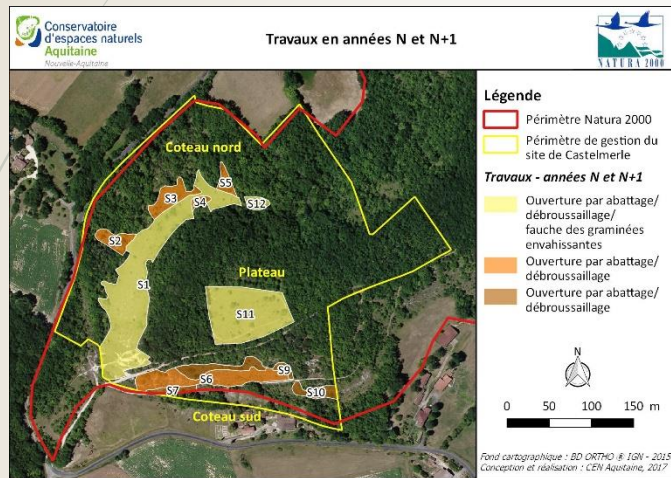 Conservatoire
d'espaces naturels
Aquitaine
Nouvelle-Aquitaine
Travaux en années N et N+1
NATURA 2000
Coteau nord
S5
S3
S4
S12
S2
Plateau
S1
S11
S9
S6
S7
S10
Coteau sud
Légende
Périmètre Natura 2000
Périmètre de gestion du
site de Castelmerle
Travaux - années N et N+1
Ouverture par abattage/
débroussaillage/
fauche des graminées
envahissantes
Ouverture par abattage/
débroussaillage
Ouverture par abattage/
débroussaillage
N
0 50 100 150 m
Fond cartographique : BD ORTHO ® IGN - 2015
Conception et réalisation : CEN Aquitaine, 2017